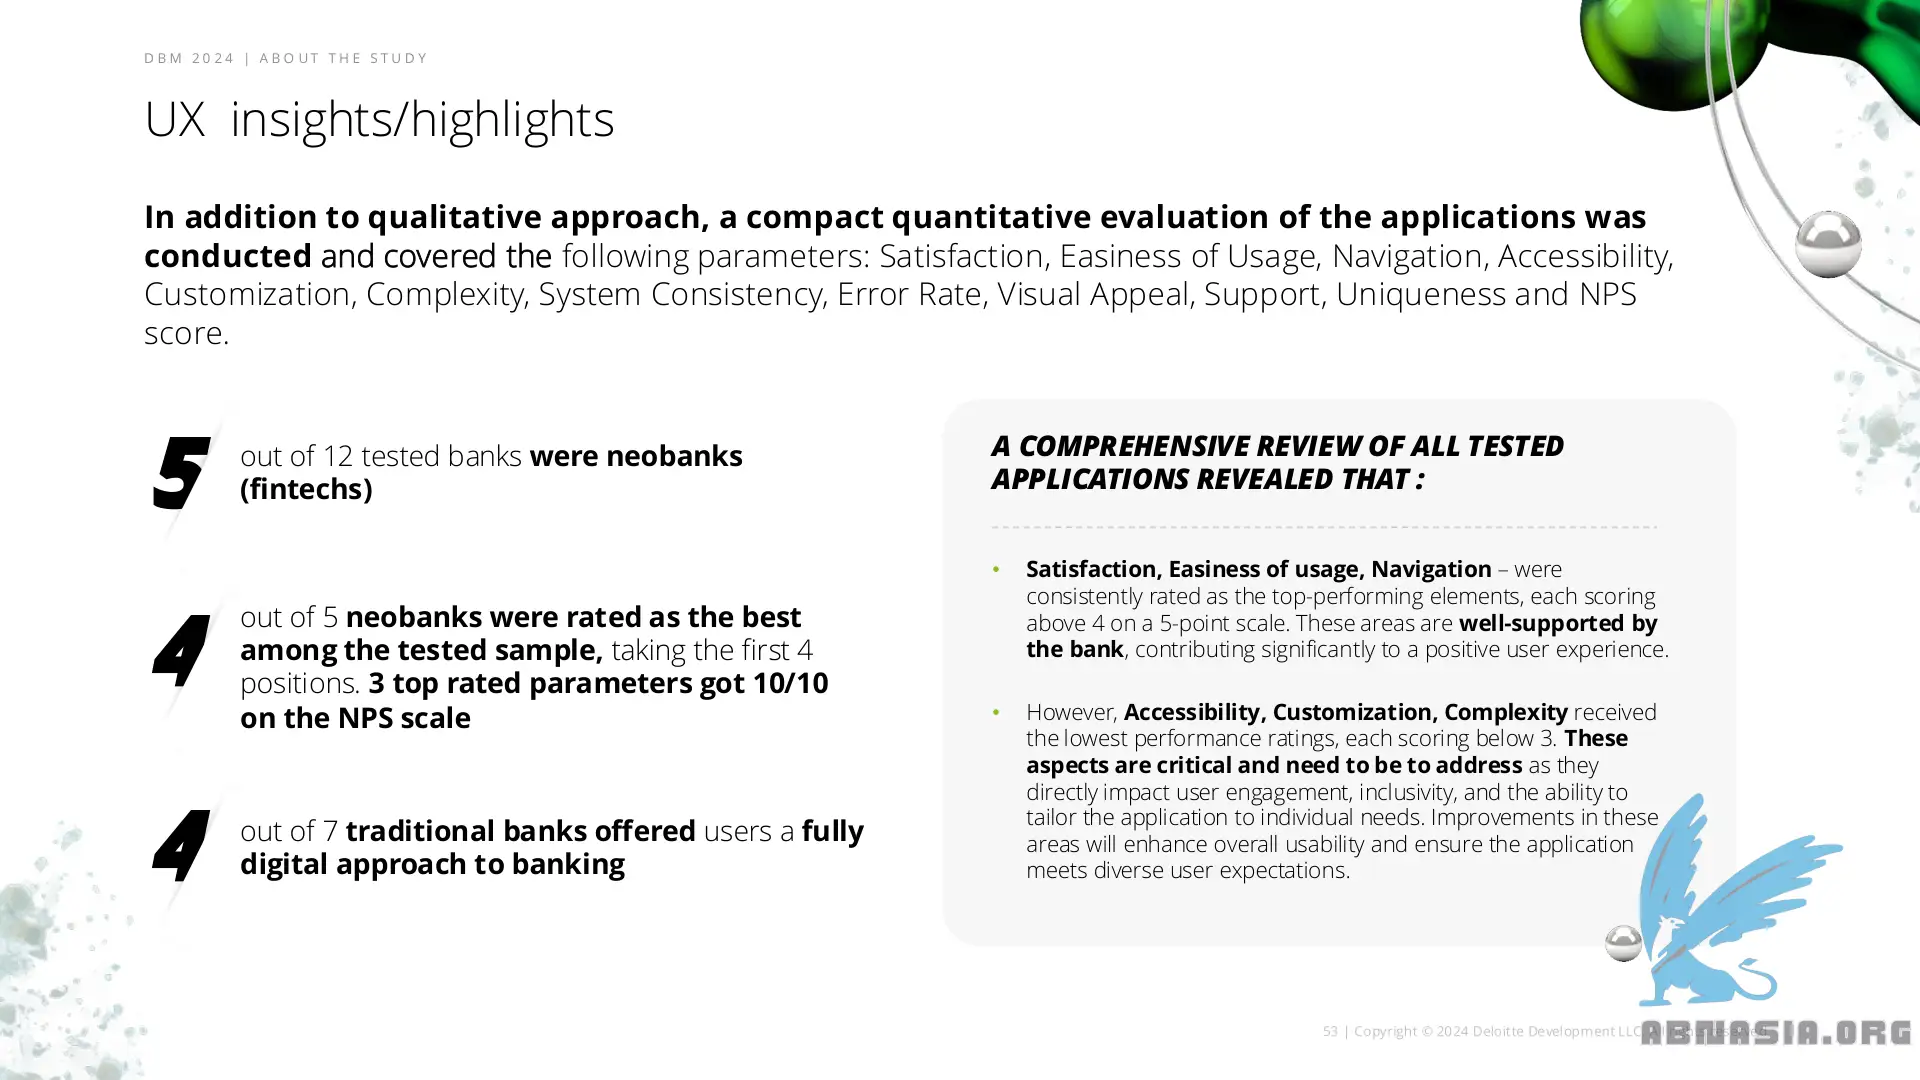 DBM 2024 | ABOUT THE STUDY
UX insights/highlights
In addition to qualitative approach, a compact quantitative evaluation of the applications was
conducted and covered the following parameters: Satisfaction, Easiness of Usage, Navigation, Accessibility,
Customization, Complexity, System Consistency, Error Rate, Visual Appeal, Support, Uniqueness and NPS
score.
5
out of 12 tested banks were neobanks
(fintechs)
4
out of 5 neobanks were rated as the best
among the tested sample, taking the first 4
positions. 3 top rated parameters got 10/10
on the NPS scale
4
out of 7 traditional banks offered users a fully
digital approach to banking
A COMPREHENSIVE REVIEW OF ALL TESTED
APPLICATIONS REVEALED THAT :
• Satisfaction, Easiness of usage, Navigation – were
consistently rated as the top-performing elements, each scoring
above 4 on a 5-point scale. These areas are well-supported by
the bank, contributing significantly to a positive user experience.
• However, Accessibility, Customization, Complexity received
the lowest performance ratings, each scoring below 3. These
aspects are critical and need to be to address as they
directly impact user engagement, inclusivity, and the ability to
tailor the application to individual needs. Improvements in these
areas will enhance overall usability and ensure the application
meets diverse user expectations.
53 | Copyright © 2024 Deloitte Development LLC. All rights reserved.
ABIWASIA.ORG